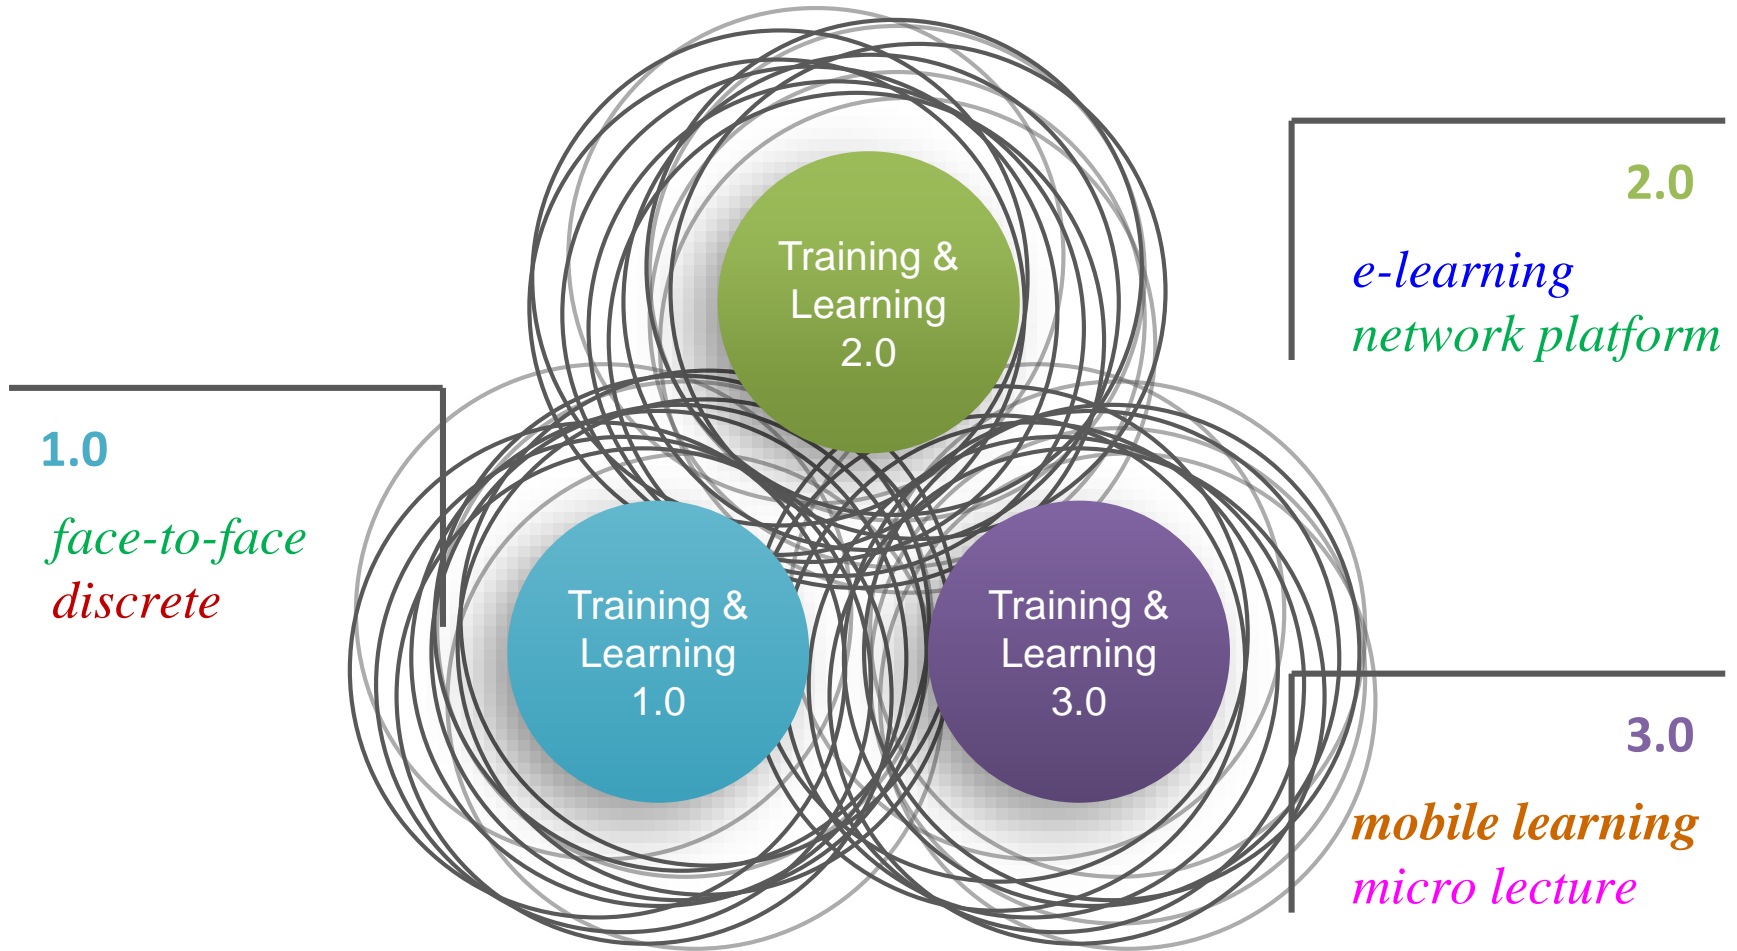 Training &
Learning
2.0
2.0
e-learning
network platform
1.0
face-to-face
discrete
Training &
Learning
1.0
Training &
Learning
3.0
3.0
mobile learning
micro lecture